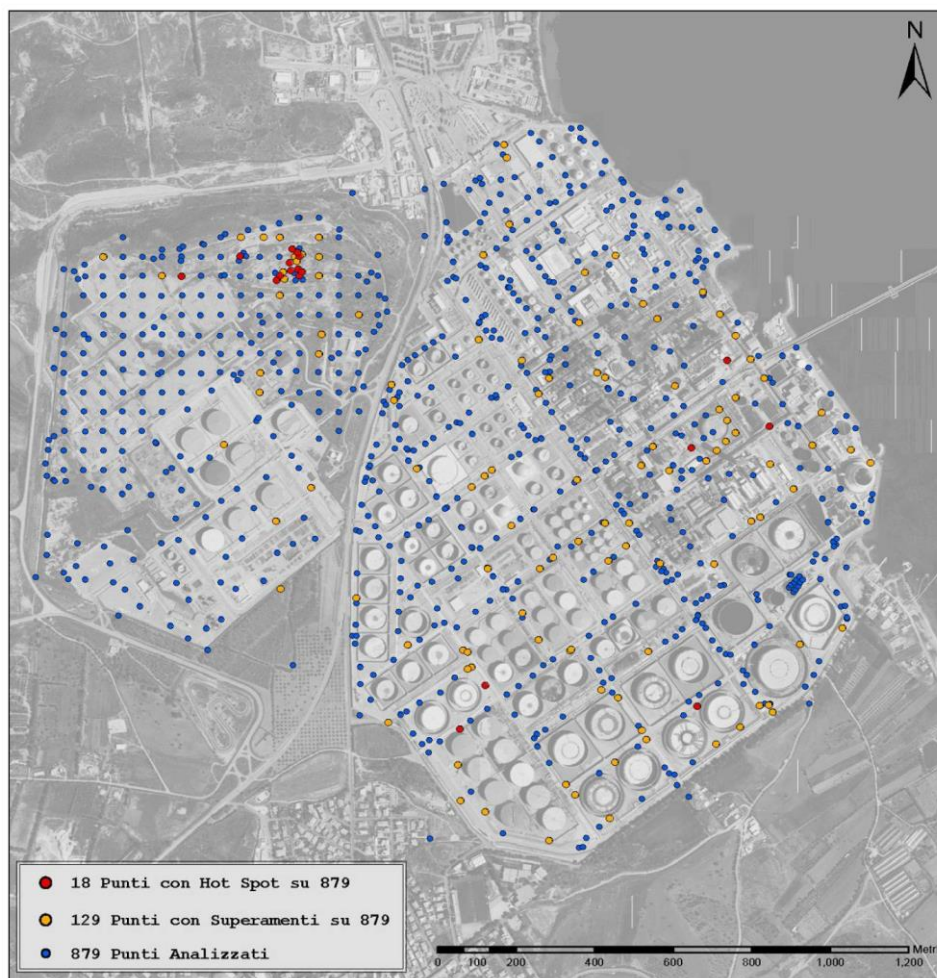 N
18 Punti con Hot Spot su 879
129 Punti con Superamenti su 879
879 Punti Analizzati
Metr
0 100 200 400 600 800 1,000 1,200